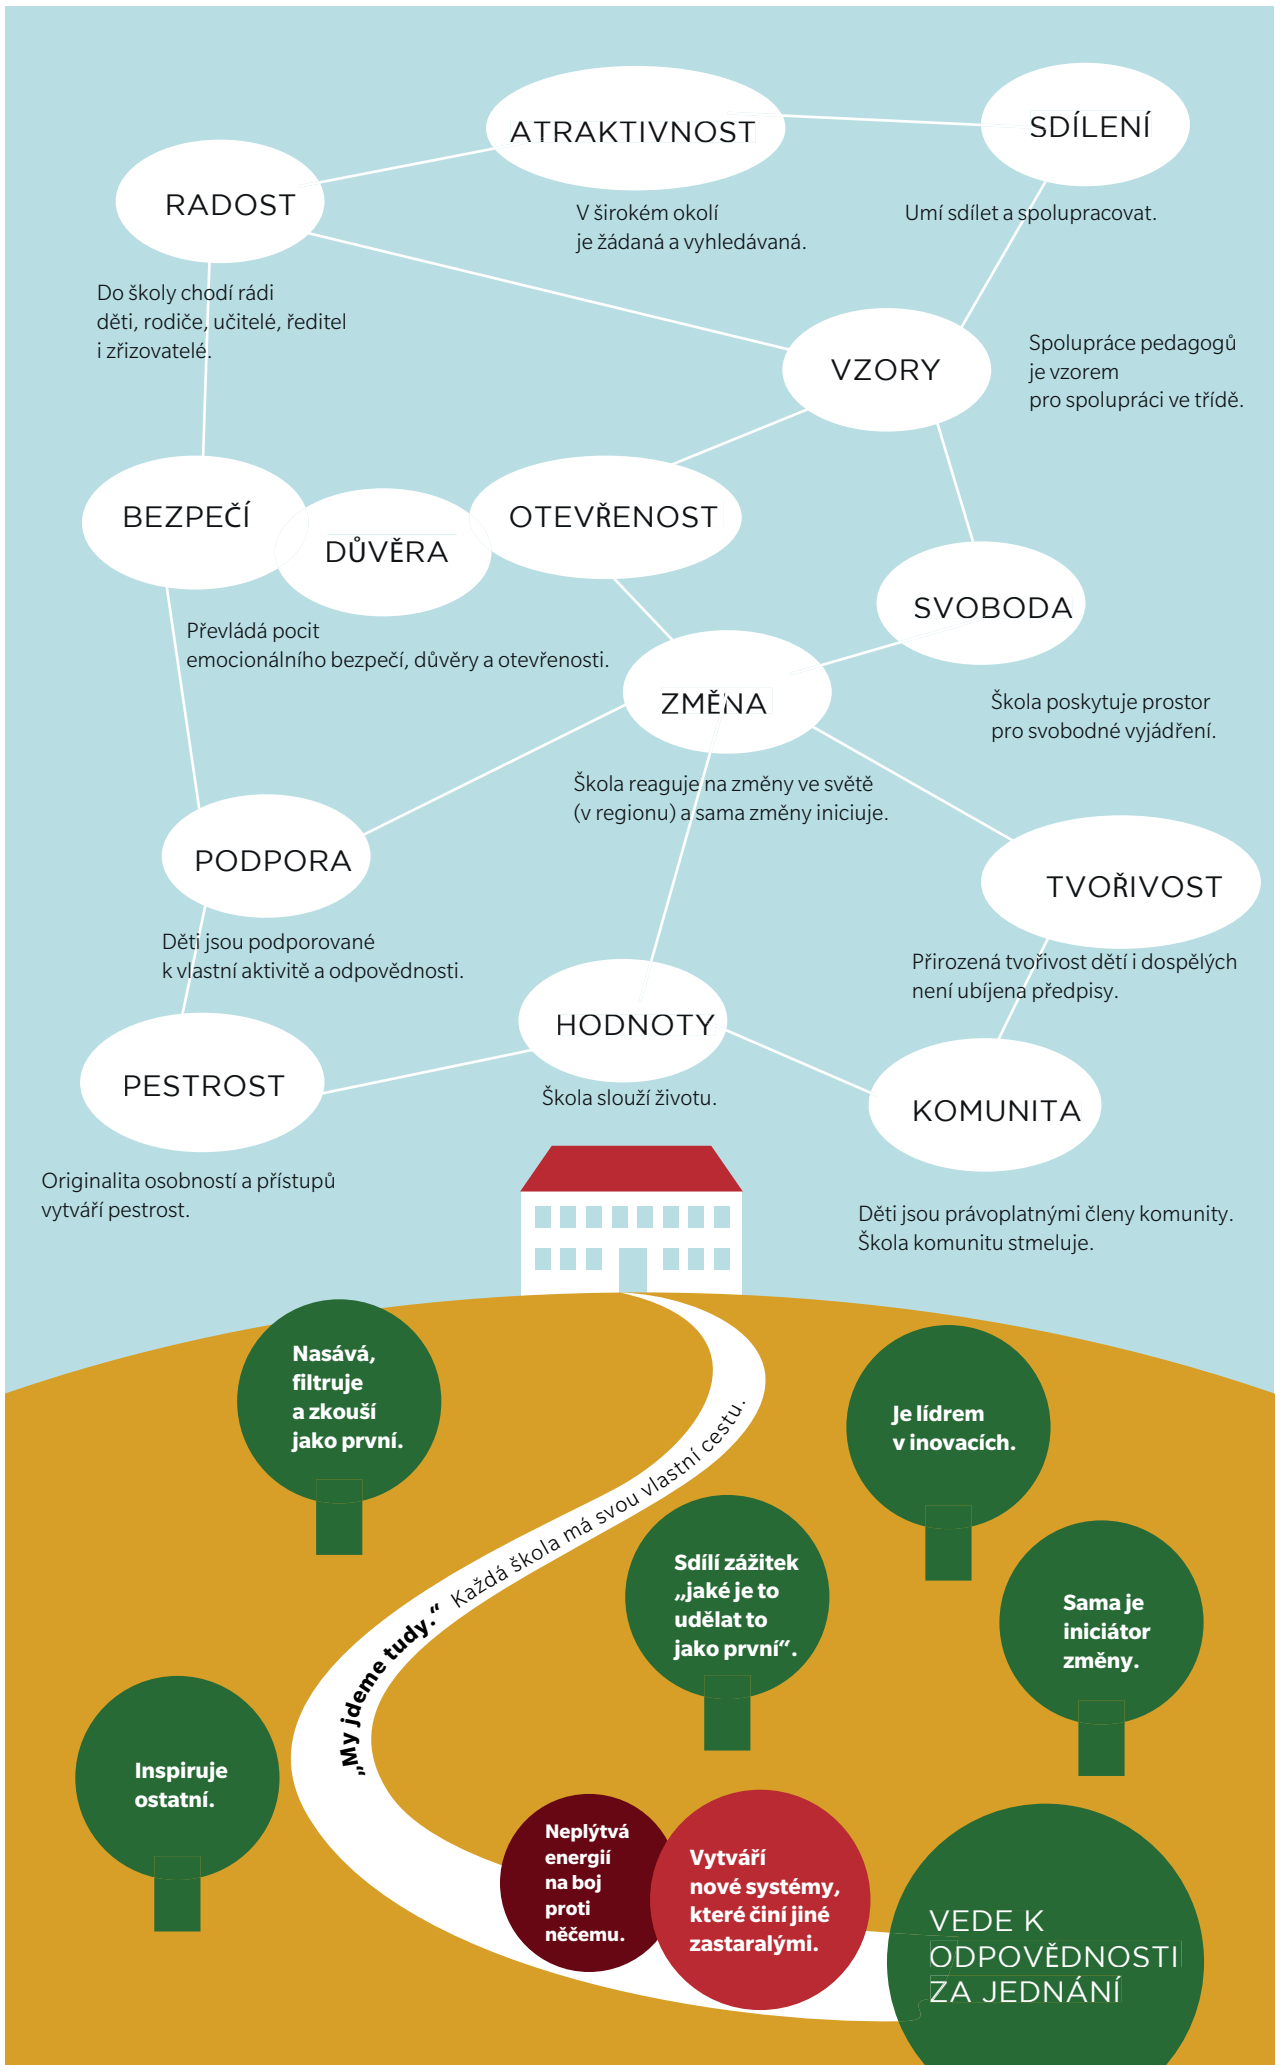 ATRAKTIVNOST
SDÍLENÍ
RADOST
V širokém okolí
je žádaná a vyhledávaná.
Umí sdílet a spolupracovat.
Do školy chodí rádi
děti, rodiče, učitelé, ředitel
i zřizovatelé.
VZORY
Spolupráce pedagogů
je vzorem
pro spolupráci ve třídě.
BEZPEČÍ
DŮVĚRA
OTEVŘENOST
Převládá pocit
emocionálního bezpečí, důvěry a otevřenosti.
SVOBODA
Škola poskytuje prostor
pro svobodné vyjádření.
ZMĚNA
Škola reaguje na změny ve světě
(v regionu) a sama změny iniciuje.
PODPORA
Děti jsou podporované
k vlastní aktivitě a odpovědnosti.
TVOŘIVOST
Přirozená tvořivost dětí i dospělých
není ubíjena předpisy.
HODNOTY
Škola slouží životu.
PESTROST
Originalita osobností a přístupů
vytváří pestrost.
KOMUNITA
Děti jsou právoplatnými členy komunity.
Škola komunitu stmeluje.
Nasává,
filtruje
a zkouší
jako první.
Je lídrem
v inovacích.
„My jdeme tudy.“ Každá škola má svou vlastní cestu.
Sdílí zážitek
„jaké je to
udělat to
jako první“.
Sama je
iniciátor
změny.
Inspiruje
ostatní.
Neplýtvá
energií
na boj
proti
něčemu.
Vytváří
nové systémy,
které činí jiné
zastaralými.
VEDE K
ODPOVĚDNOSTI
ZA JEDNÁNÍ